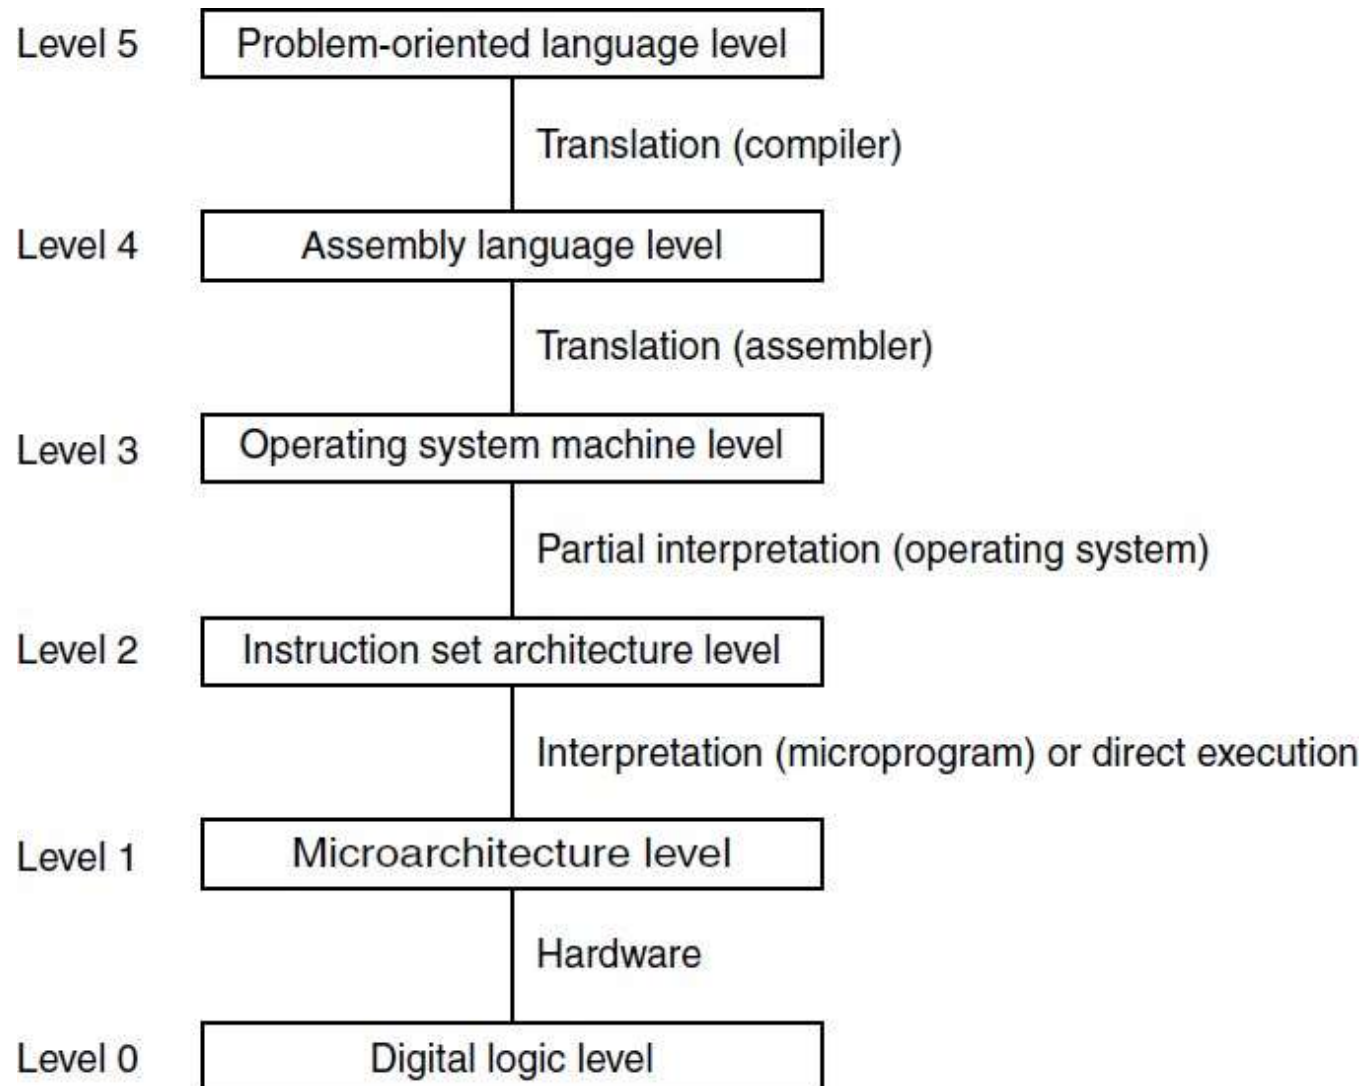 Level 5 Problem-oriented language level
Translation (compiler)
Level 4 Assembly language level
Translation (assembler)
Level 3 Operating system machine level
Partial interpretation (operating system)
Level 2 Instruction set architecture level
Interpretation (microprogram) or direct execution
Level 1 Microarchitecture level
Hardware
Level 0 Digital logic level